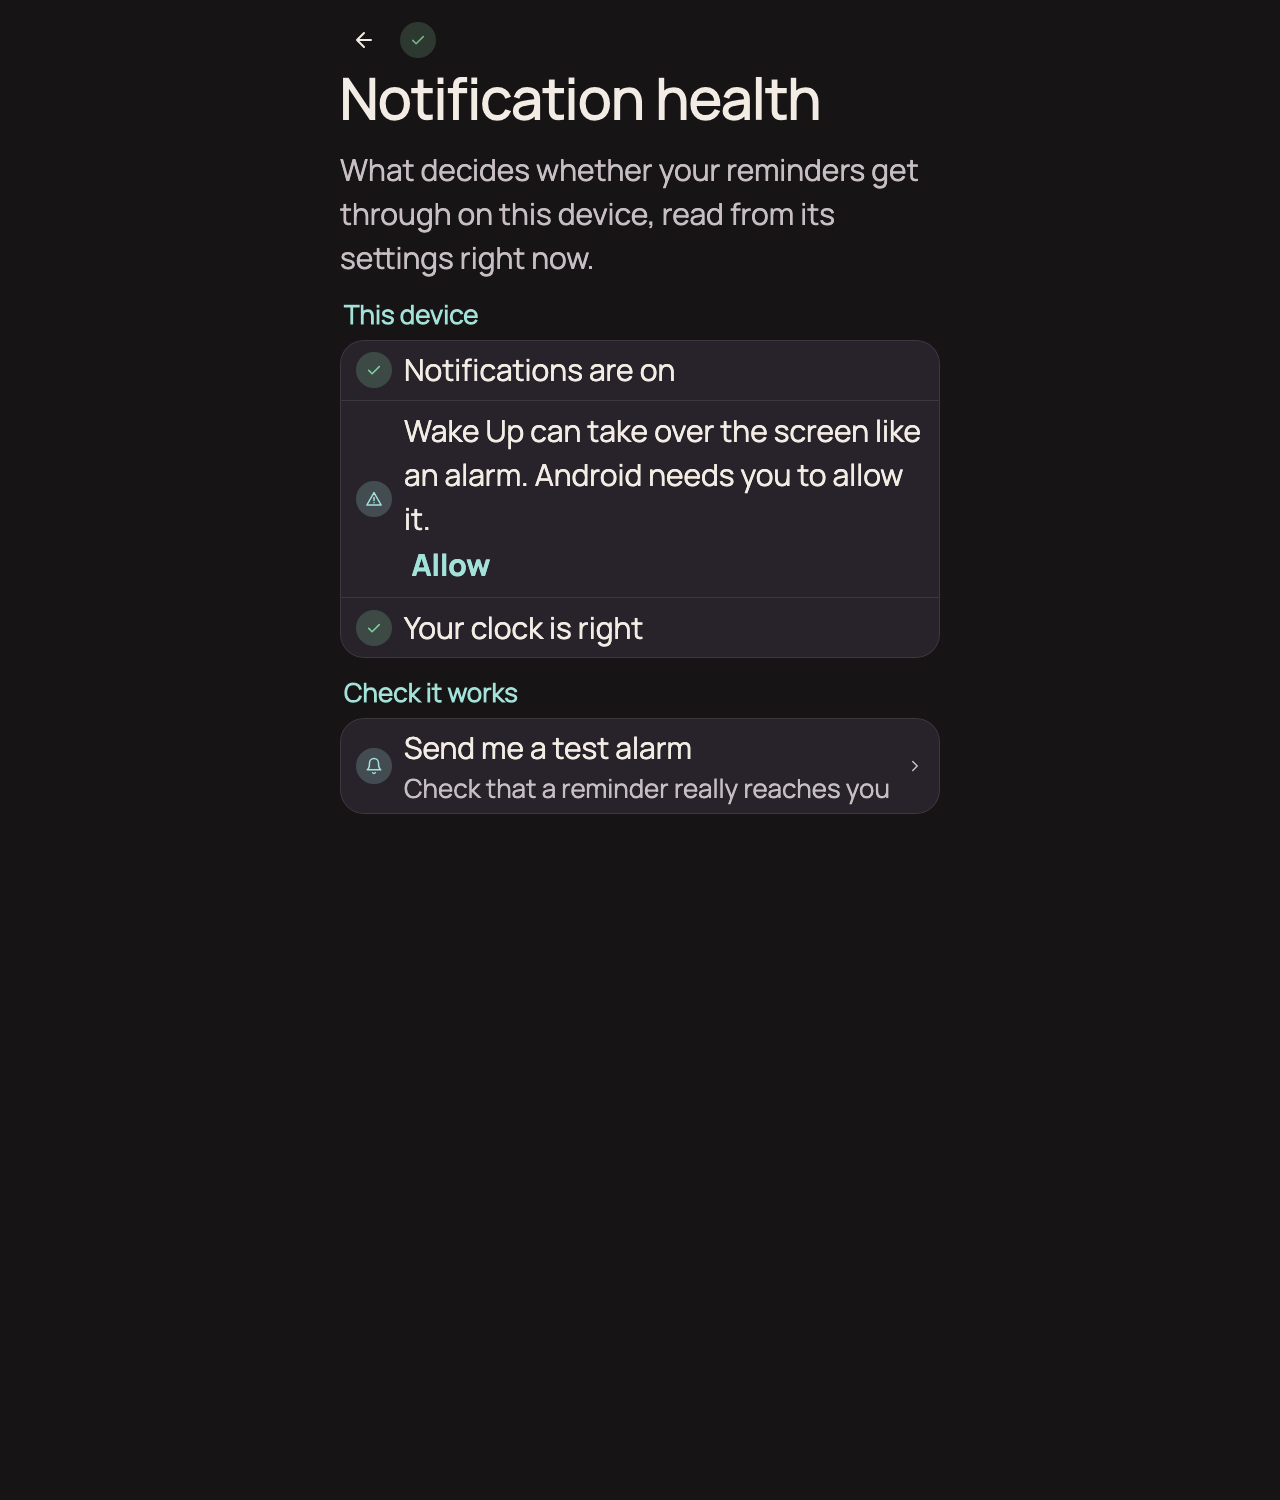 Notification health
What decides whether your reminders get
through on this device, read from its
settings right now.
This device
Notifications are on
Wake Up can take over the screen like
an alarm. Android needs you to allow
it.
Allow
Your clock is right
Check it works
Send me a test alarm
Check that a reminder really reaches you